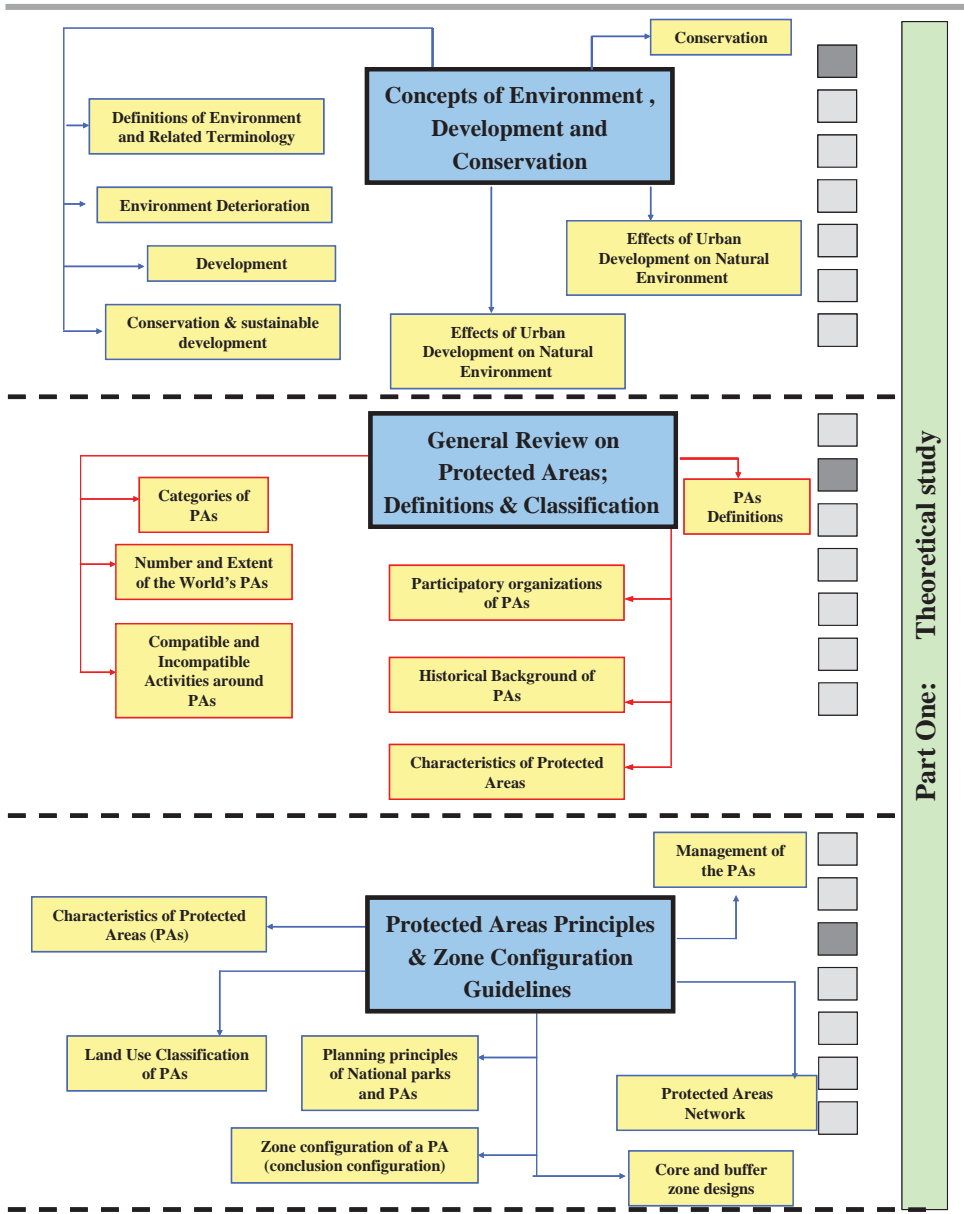 Conservation
Concepts of Environment ,
Development and
Conservation
Definitions of Environment
and Related Terminology
Environment Deterioration
Development
Conservation & sustainable
development
Effects of Urban
Development on Natural
Environment
Effects of Urban
Development on Natural
Environment
General Review on
Protected Areas;
Definitions & Classification
Categories of
PAs
Number and Extent
of the World's PAs
Compatible and
Incompatible
Activities around
PAs
PAs
Definitions
Participatory organizations
of PAs
Historical Background of
PAs
Characteristics of Protected
Areas
Management of
the PAs
Protected Areas Principles
& Zone Configuration
Guidelines
Characteristics of Protected
Areas (PAs)
Land Use Classification
of PAs
Planning principles
of National parks
and PAs
Protected Areas
Network
Zone configuration of a PA
(conclusion configuration)
Core and buffer
zone designs
Part One: Theoretical study